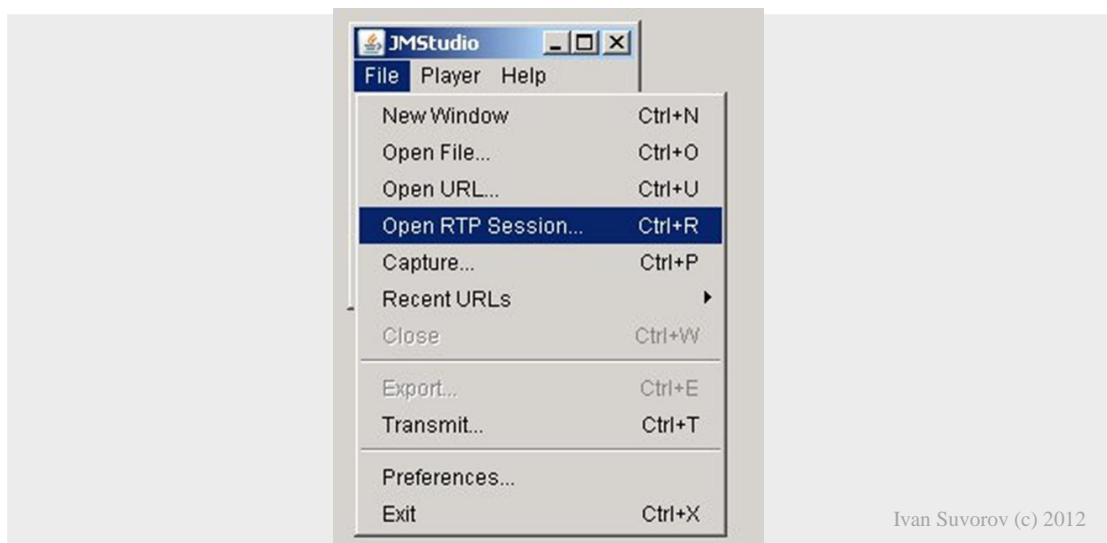 JMStudio
File Player Help
New Window Ctrl+N
Open File... Ctrl+O
Open URL... Ctrl+U
Open RTP Session... Ctrl+R
Capture... Ctrl+P
Recent URLs
Close Ctrl+W
Export... Ctrl+E
Transmit... Ctrl+T
Preferences...
Exit Ctrl+X
Ivan Suvorov (c) 2012